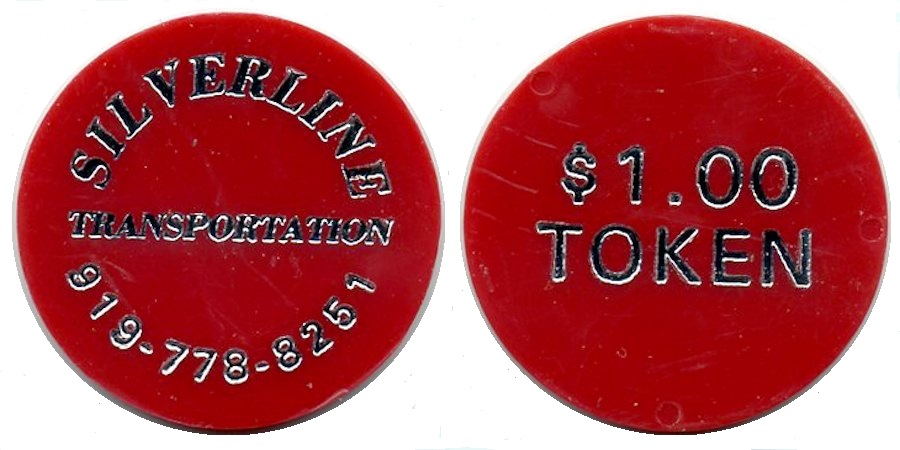 SILVERLINE
TRANSPORTATION
919-778-8251
$1.00
TOKEN